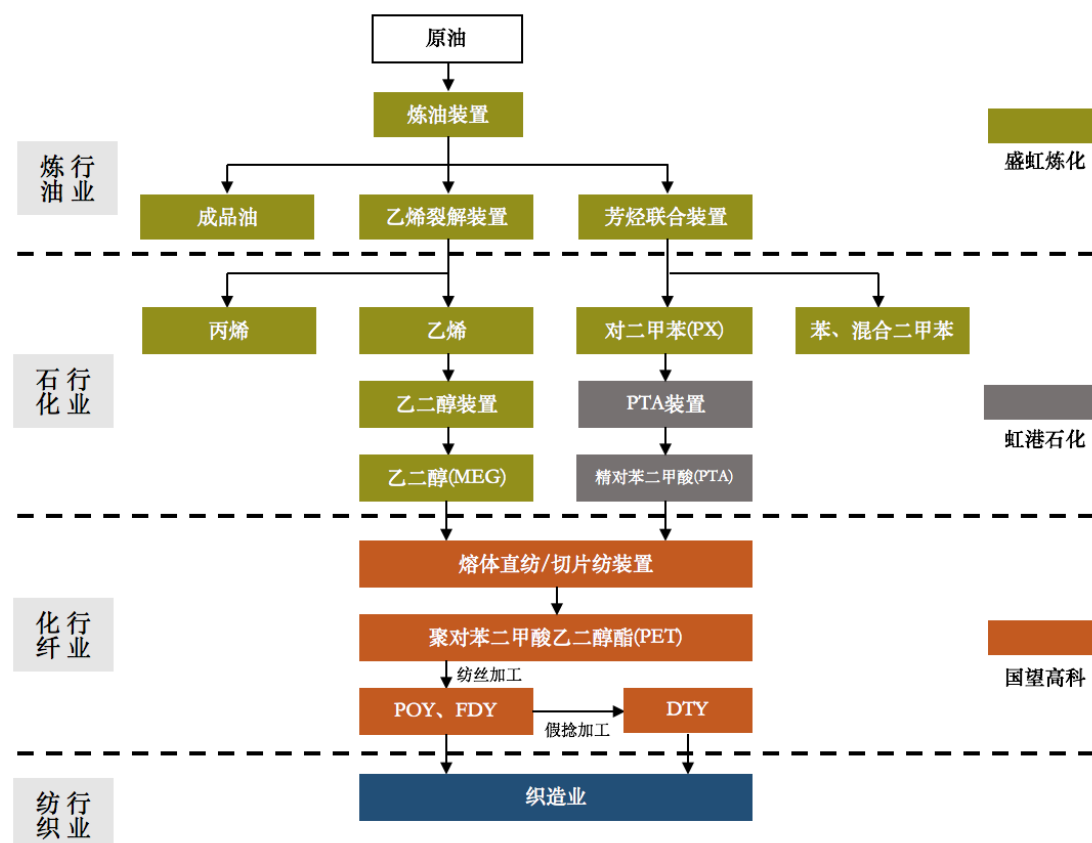 原油
炼油装置
炼油行业
盛虹炼化
成品油
乙烯裂解装置
芳烃联合装置
丙烯
乙烯
对二甲苯(PX)
苯、混合二甲苯
石化行业
乙二醇装置
PTA装置
虹港石化
乙二醇(MEG)
精对苯二甲酸(PTA)
熔体直纺/切片纺装置
化纤行业
聚对苯二甲酸乙二醇酯(PET)
国望高科
纺丝加工
POY、FDY
DTY
假捻加工
织造业
纺织行业